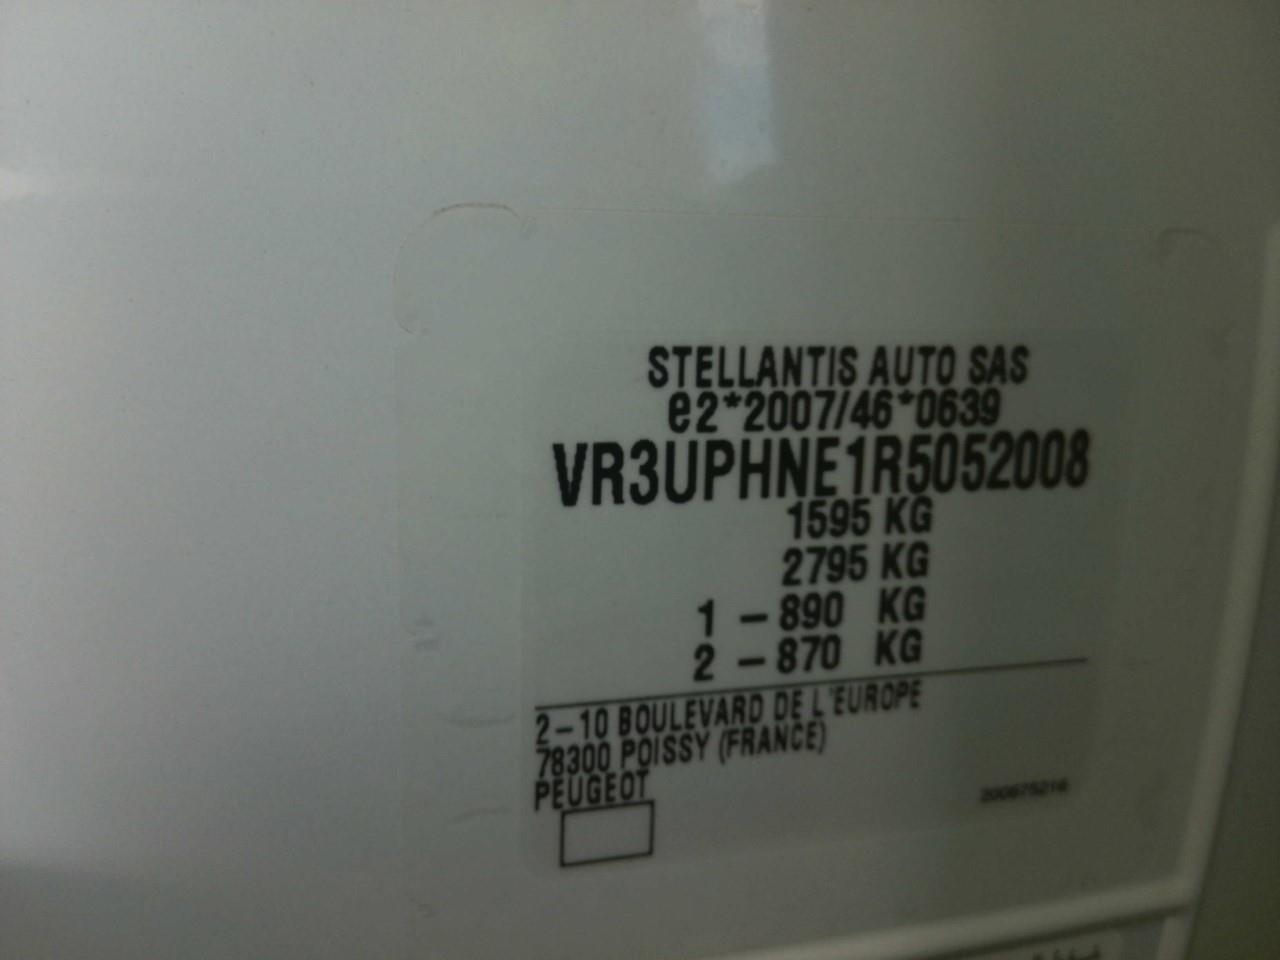 STELLANTIS AUTO SAS
e2*2007/46*0639
VR3UPHNE1R5052008
1595 KG
2795 KG
1 – 890 KG
2 – 870 KG
2–10 BOULEVARD DE L'EUROPE
78300 POISSY (FRANCE)
PEUGEOT